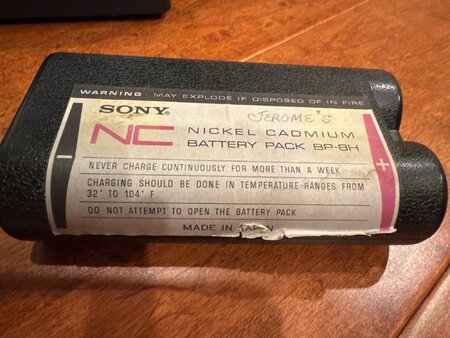 WARNING MAY EXPLODE IF DISPOSED OF IN FIRE
SONY JEROME'S
NC NICKEL CADMIUM
BATTERY PACK BP-8H
− +
NEVER CHARGE CONTINUOUSLY FOR MORE THAN A WEEK
CHARGING SHOULD BE DONE IN TEMPERATURE RANGES FROM
32° TO 104° F
DO NOT ATTEMPT TO OPEN THE BATTERY PACK
MADE IN JAPAN